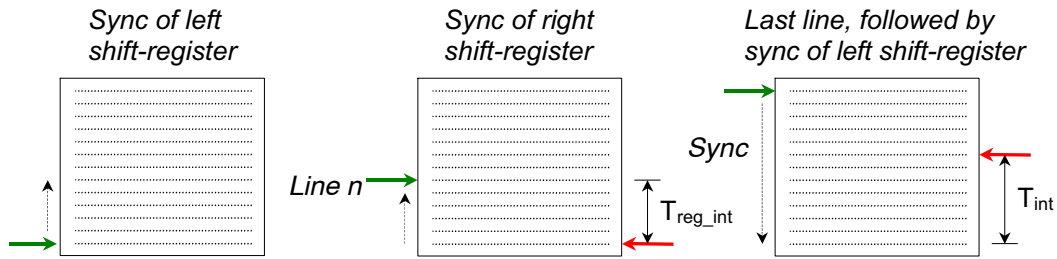 Sync of left
shift-register
Sync of right
shift-register
Last line, followed by
sync of left shift-register
Line n
T_reg_int
Sync
T_int